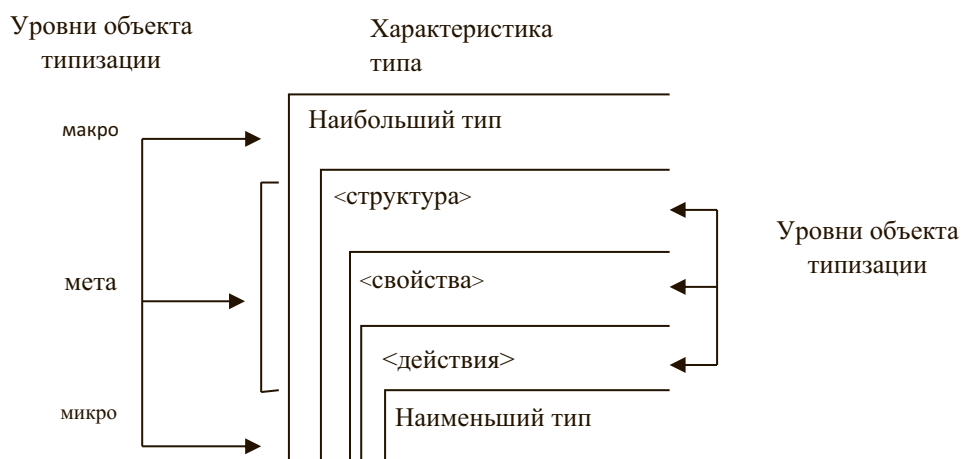 Уровни объекта
типизации
Характеристика
типа
макро
Наибольший тип
<структура>
Уровни объекта
типизации
мета
<свойства>
<действия>
микро
Наименьший тип